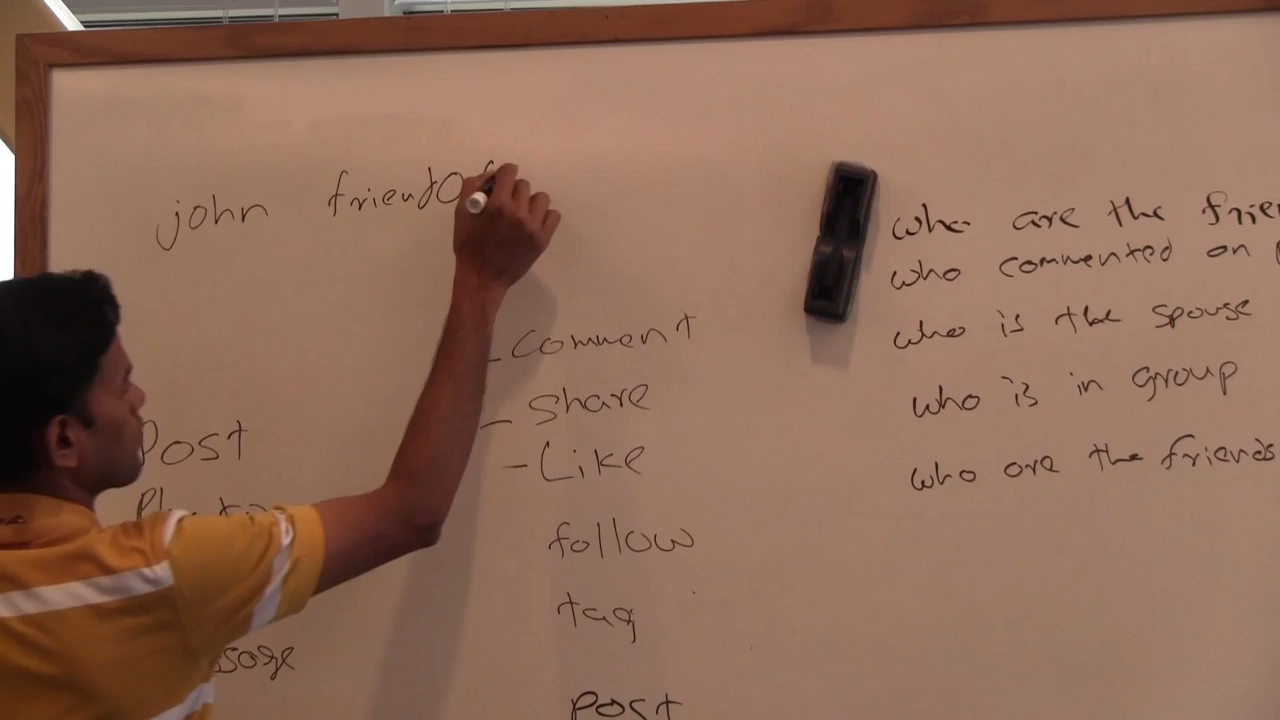 john friendOf
Comment
Share
Like
follow
tag
Post
Post
who are the
who commented on
who is the spouse
who is in group
who are the friends